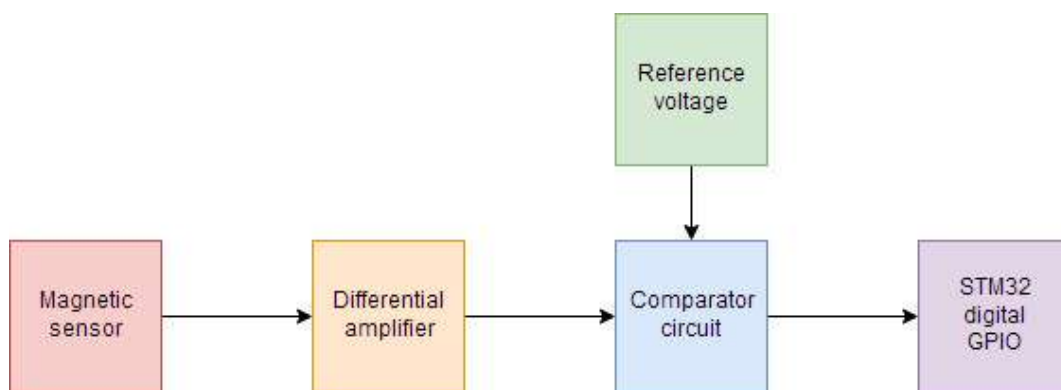 Reference
voltage
Magnetic
sensor
Differential
amplifier
Comparator
circuit
STM32
digital
GPIO